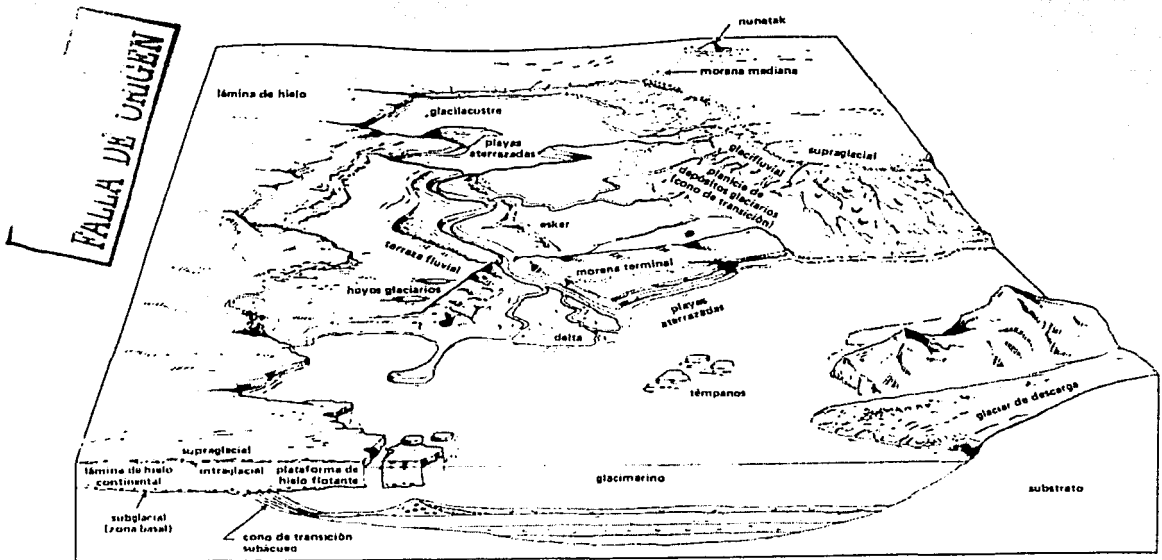 FALLA DE ORIGEN
nunatak
morena mediana
lámina de hielo
glacilacustre
playas
aterrazadas
glacifluvial
planicie de
depósitos glaciarios
(cono de transición)
supraglacial
esker
terraza fluvial
morena terminal
hoyos glaciarios
playas
aterrazadas
delta
témpanos
glaciar de descarga
supraglacial
lámina de hielo
continental
intraglacial
plataforma de
hielo flotante
glacimarino
substrato
subglacial
(zona basal)
cono de transición
subácueo